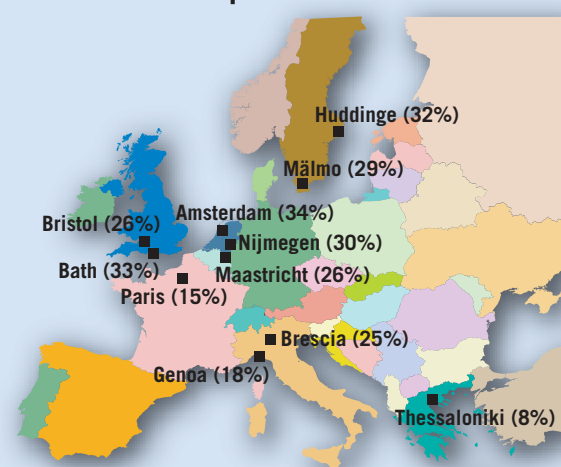 Huddinge (32%)
Mälmo (29%)
Amsterdam (34%)
Bristol (26%)
Nijmegen (30%)
Bath (33%)
Maastricht (26%)
Paris (15%)
Brescia (25%)
Genoa (18%)
Thessaloniki (8%)